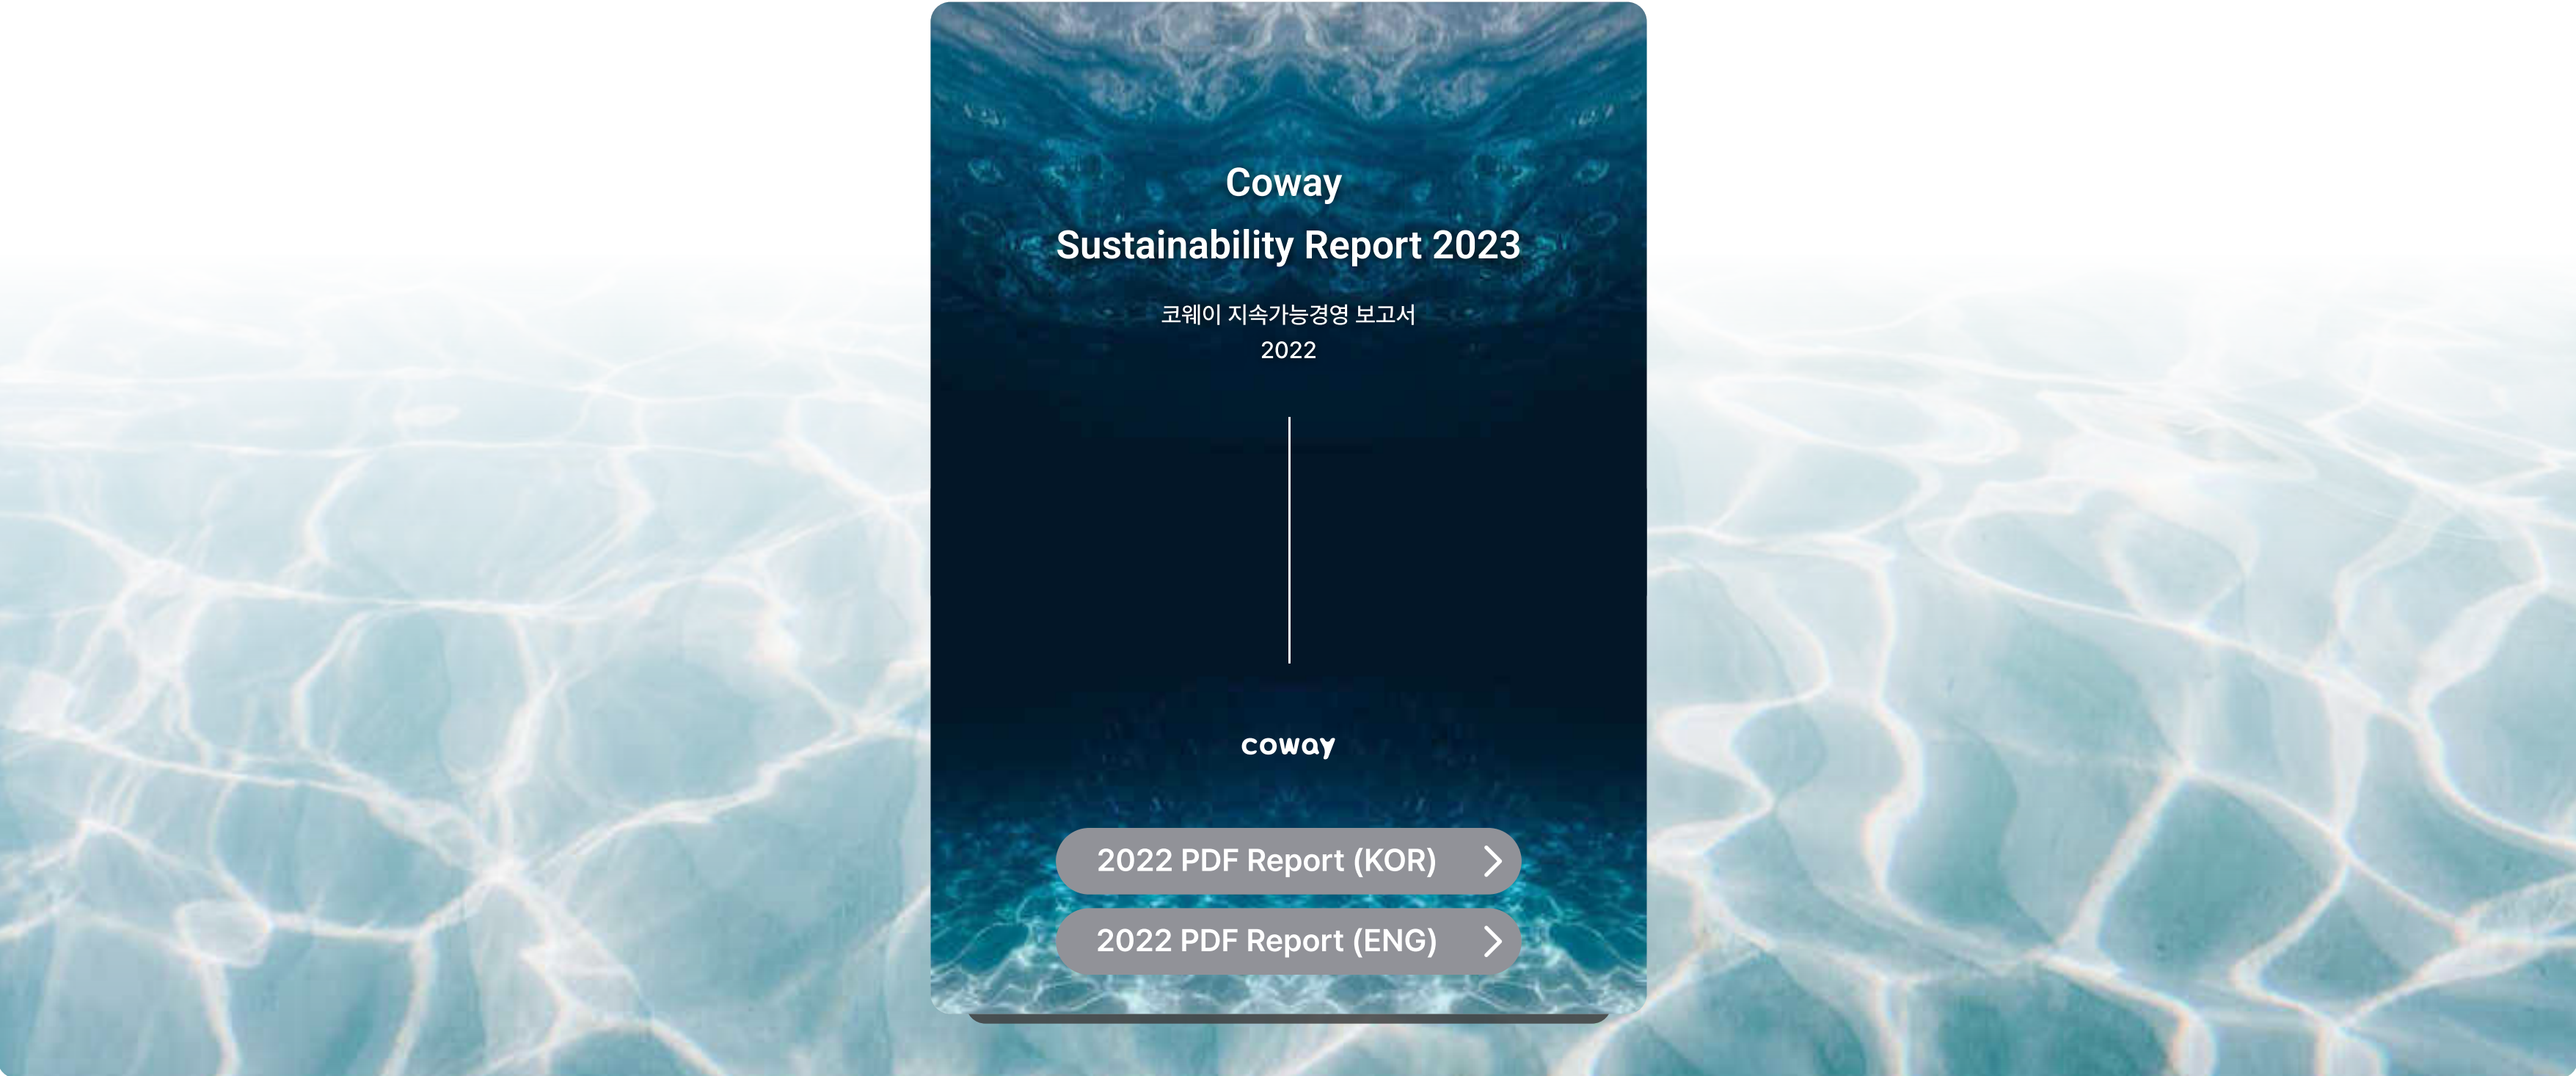 Coway
Sustainability Report 2023
코웨이 지속가능경영 보고서
2022
coway
2022 PDF Report (KOR)
2022 PDF Report (ENG)